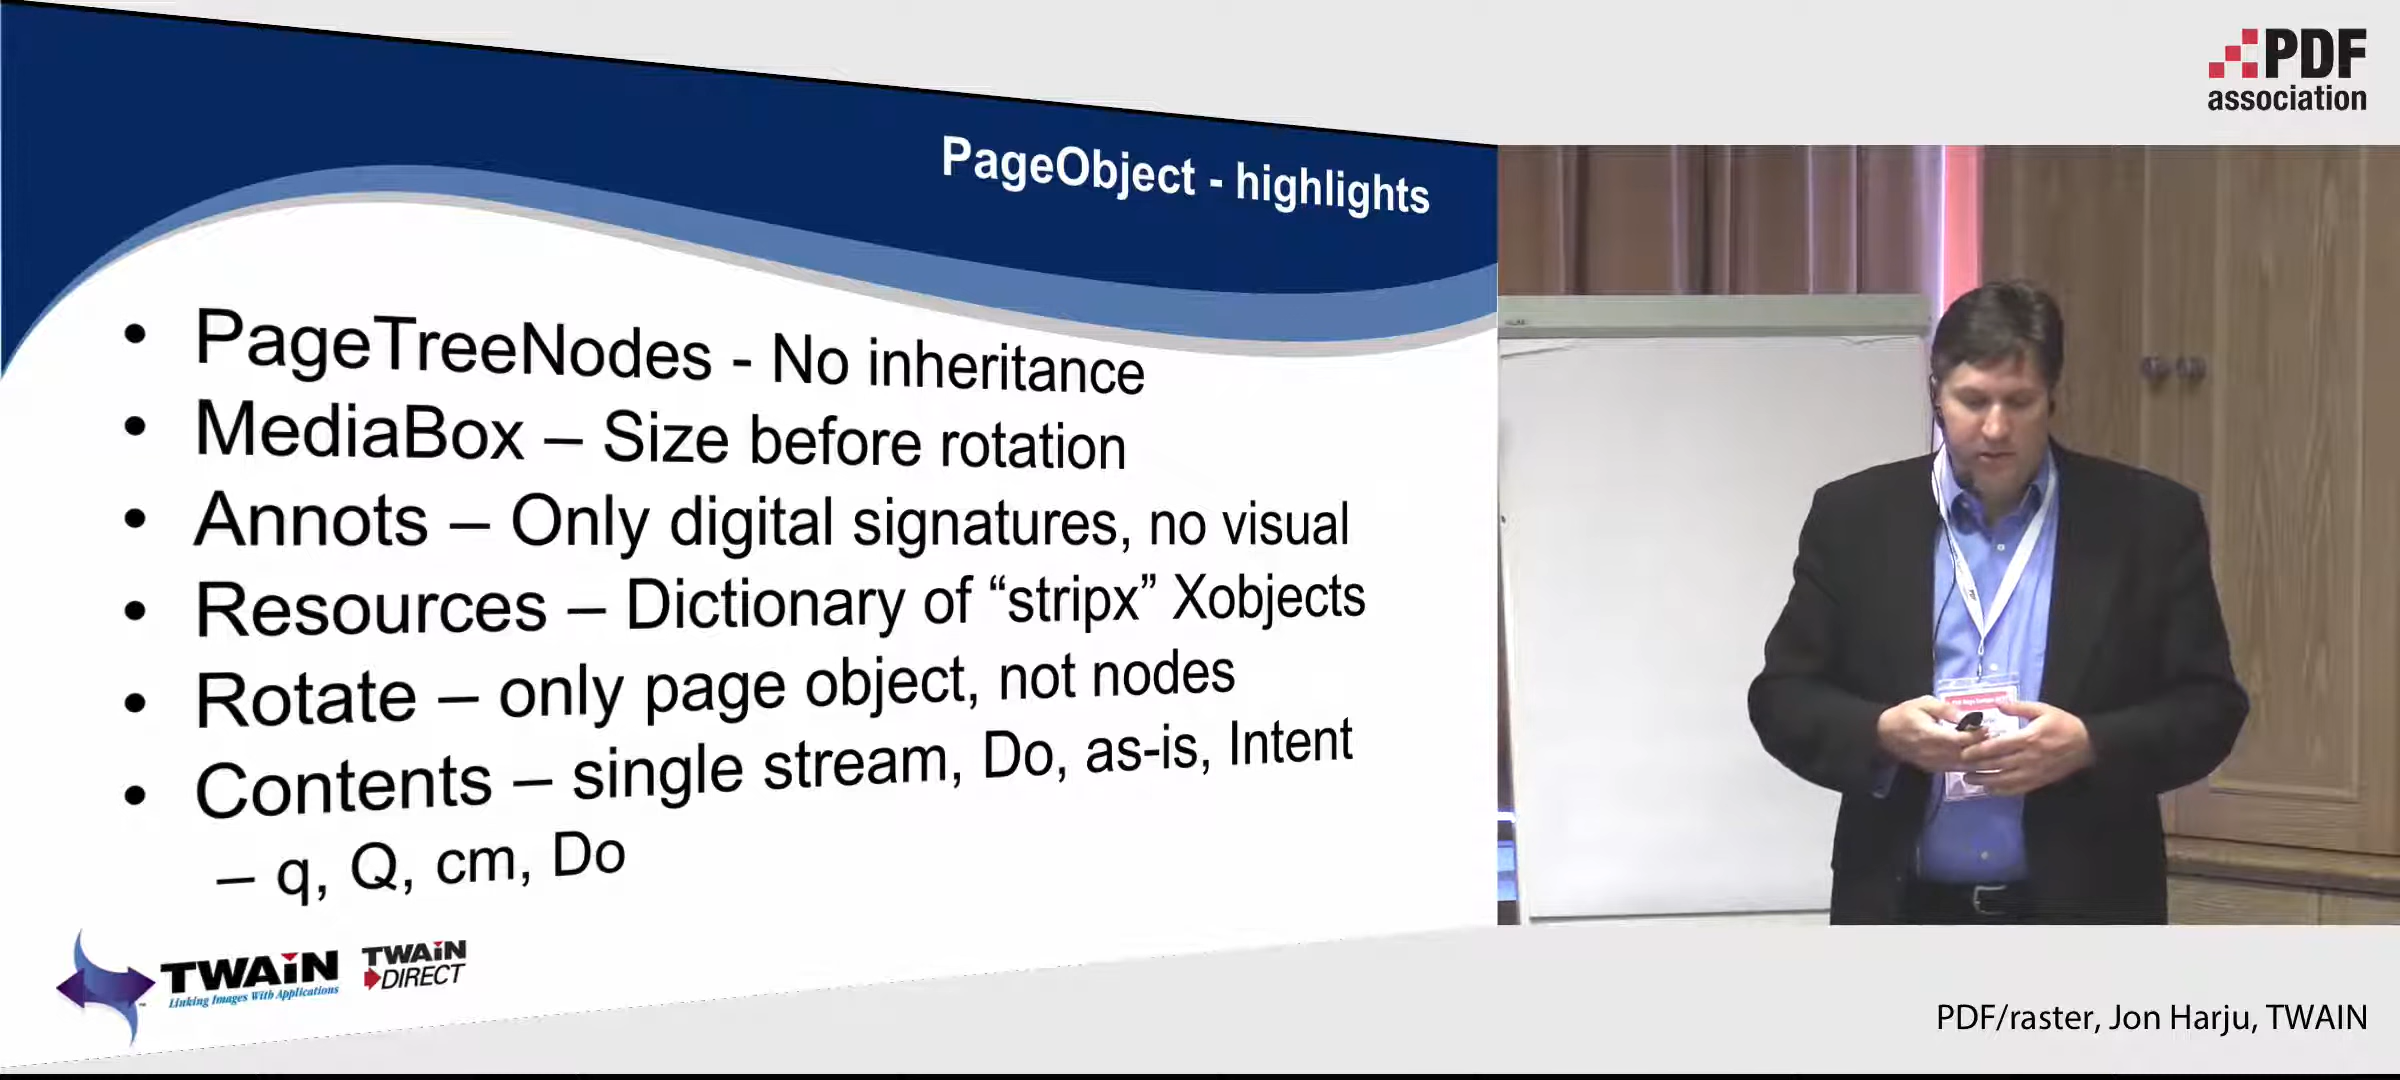 PDF
association
PageObject - highlights
• PageTreeNodes - No inheritance
• MediaBox – Size before rotation
• Annots – Only digital signatures, no visual
• Resources – Dictionary of “stripx” Xobjects
• Rotate – only page object, not nodes
• Contents – single stream, Do, as-is, Intent
– q, Q, cm, Do
TWAiN
Linking Images With Applications
TWAiN
DIRECT
PDF/raster, Jon Harju, TWAIN